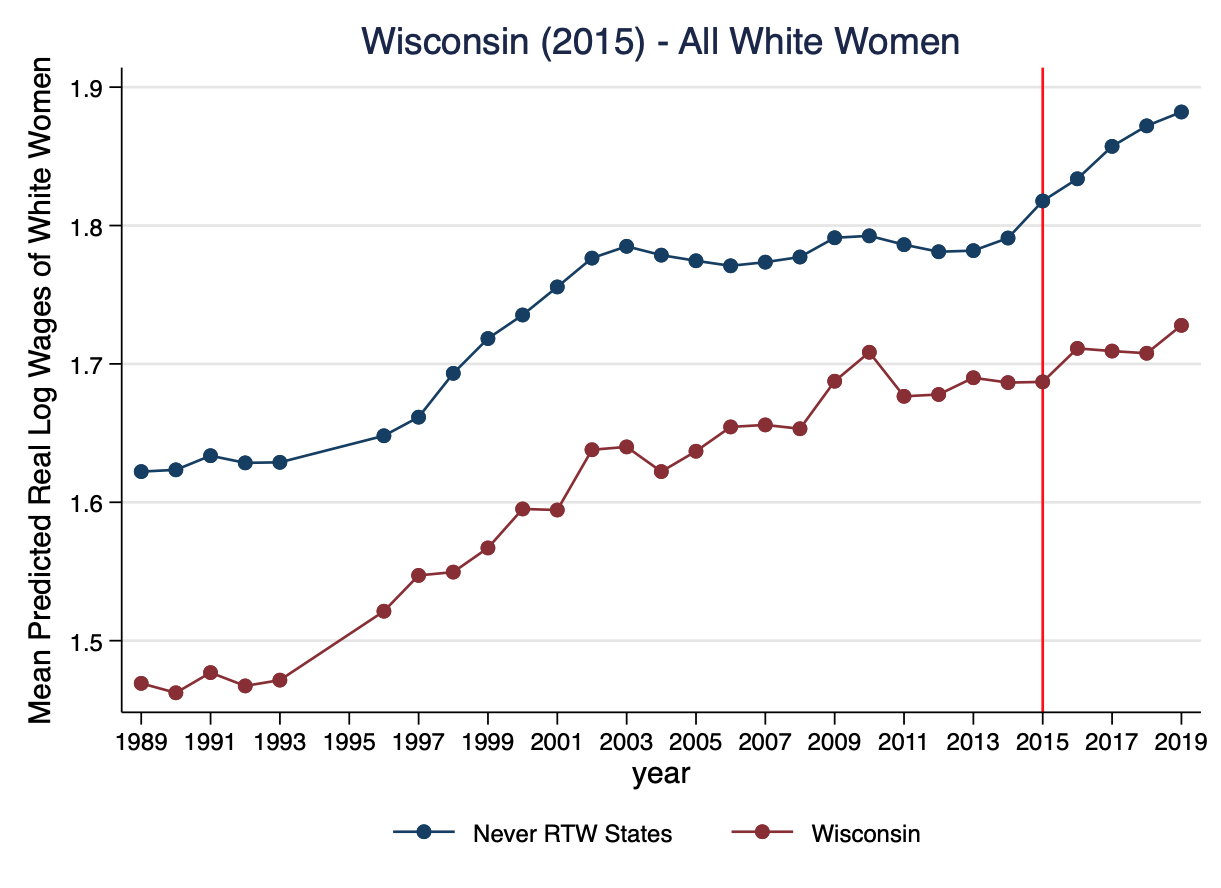 Wisconsin (2015) - All White Women
Mean Predicted Real Log Wages of White Women
1.9
1.8
1.7
1.6
1.5
1989 1991 1993 1995 1997 1999 2001 2003 2005 2007 2009 2011 2013 2015 2017 2019
year
Never RTW States Wisconsin